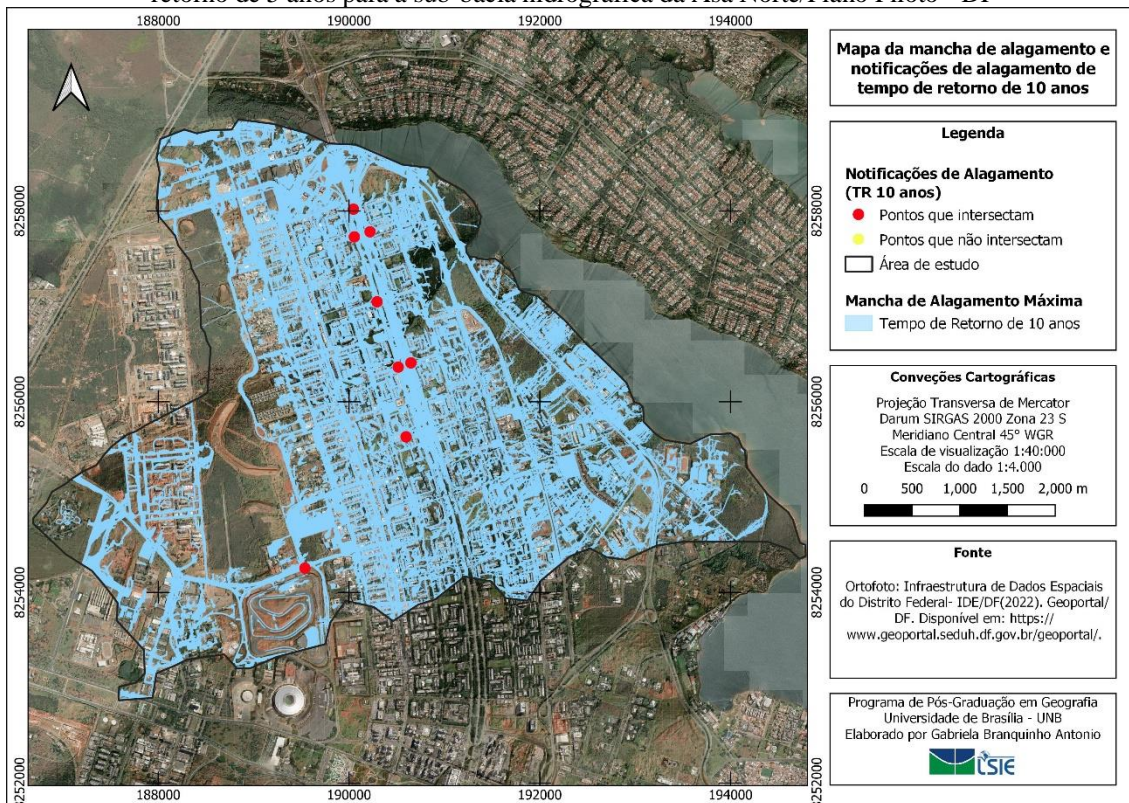 retorno de 5 anos para a sub-bacia hidrográfica da Asa Norte/Plano Piloto - DF
188000 190000 192000 194000
8258000
8256000
8254000
8252000
8258000
8256000
8254000
8252000
188000 190000 192000 194000
Mapa da mancha de alagamento e
notificações de alagamento de
tempo de retorno de 10 anos
Legenda
Notificações de Alagamento
(TR 10 anos)
Pontos que intersectam
Pontos que não intersectam
Área de estudo
Mancha de Alagamento Máxima
Tempo de Retorno de 10 anos
Conveções Cartográficas
Projeção Transversa de Mercator
Darum SIRGAS 2000 Zona 23 S
Meridiano Central 45° WGR
Escala de visualização 1:40:000
Escala do dado 1:4.000
0 500 1,000 1,500 2,000 m
Fonte
Ortofoto: Infraestrutura de Dados Espaciais
do Distrito Federal- IDE/DF(2022). Geoportal/
DF. Disponível em: https://
www.geoportal.seduh.df.gov.br/geoportal/.
Programa de Pós-Graduação em Geografia
Universidade de Brasília - UNB
Elaborado por Gabriela Branquinho Antonio
LSIE